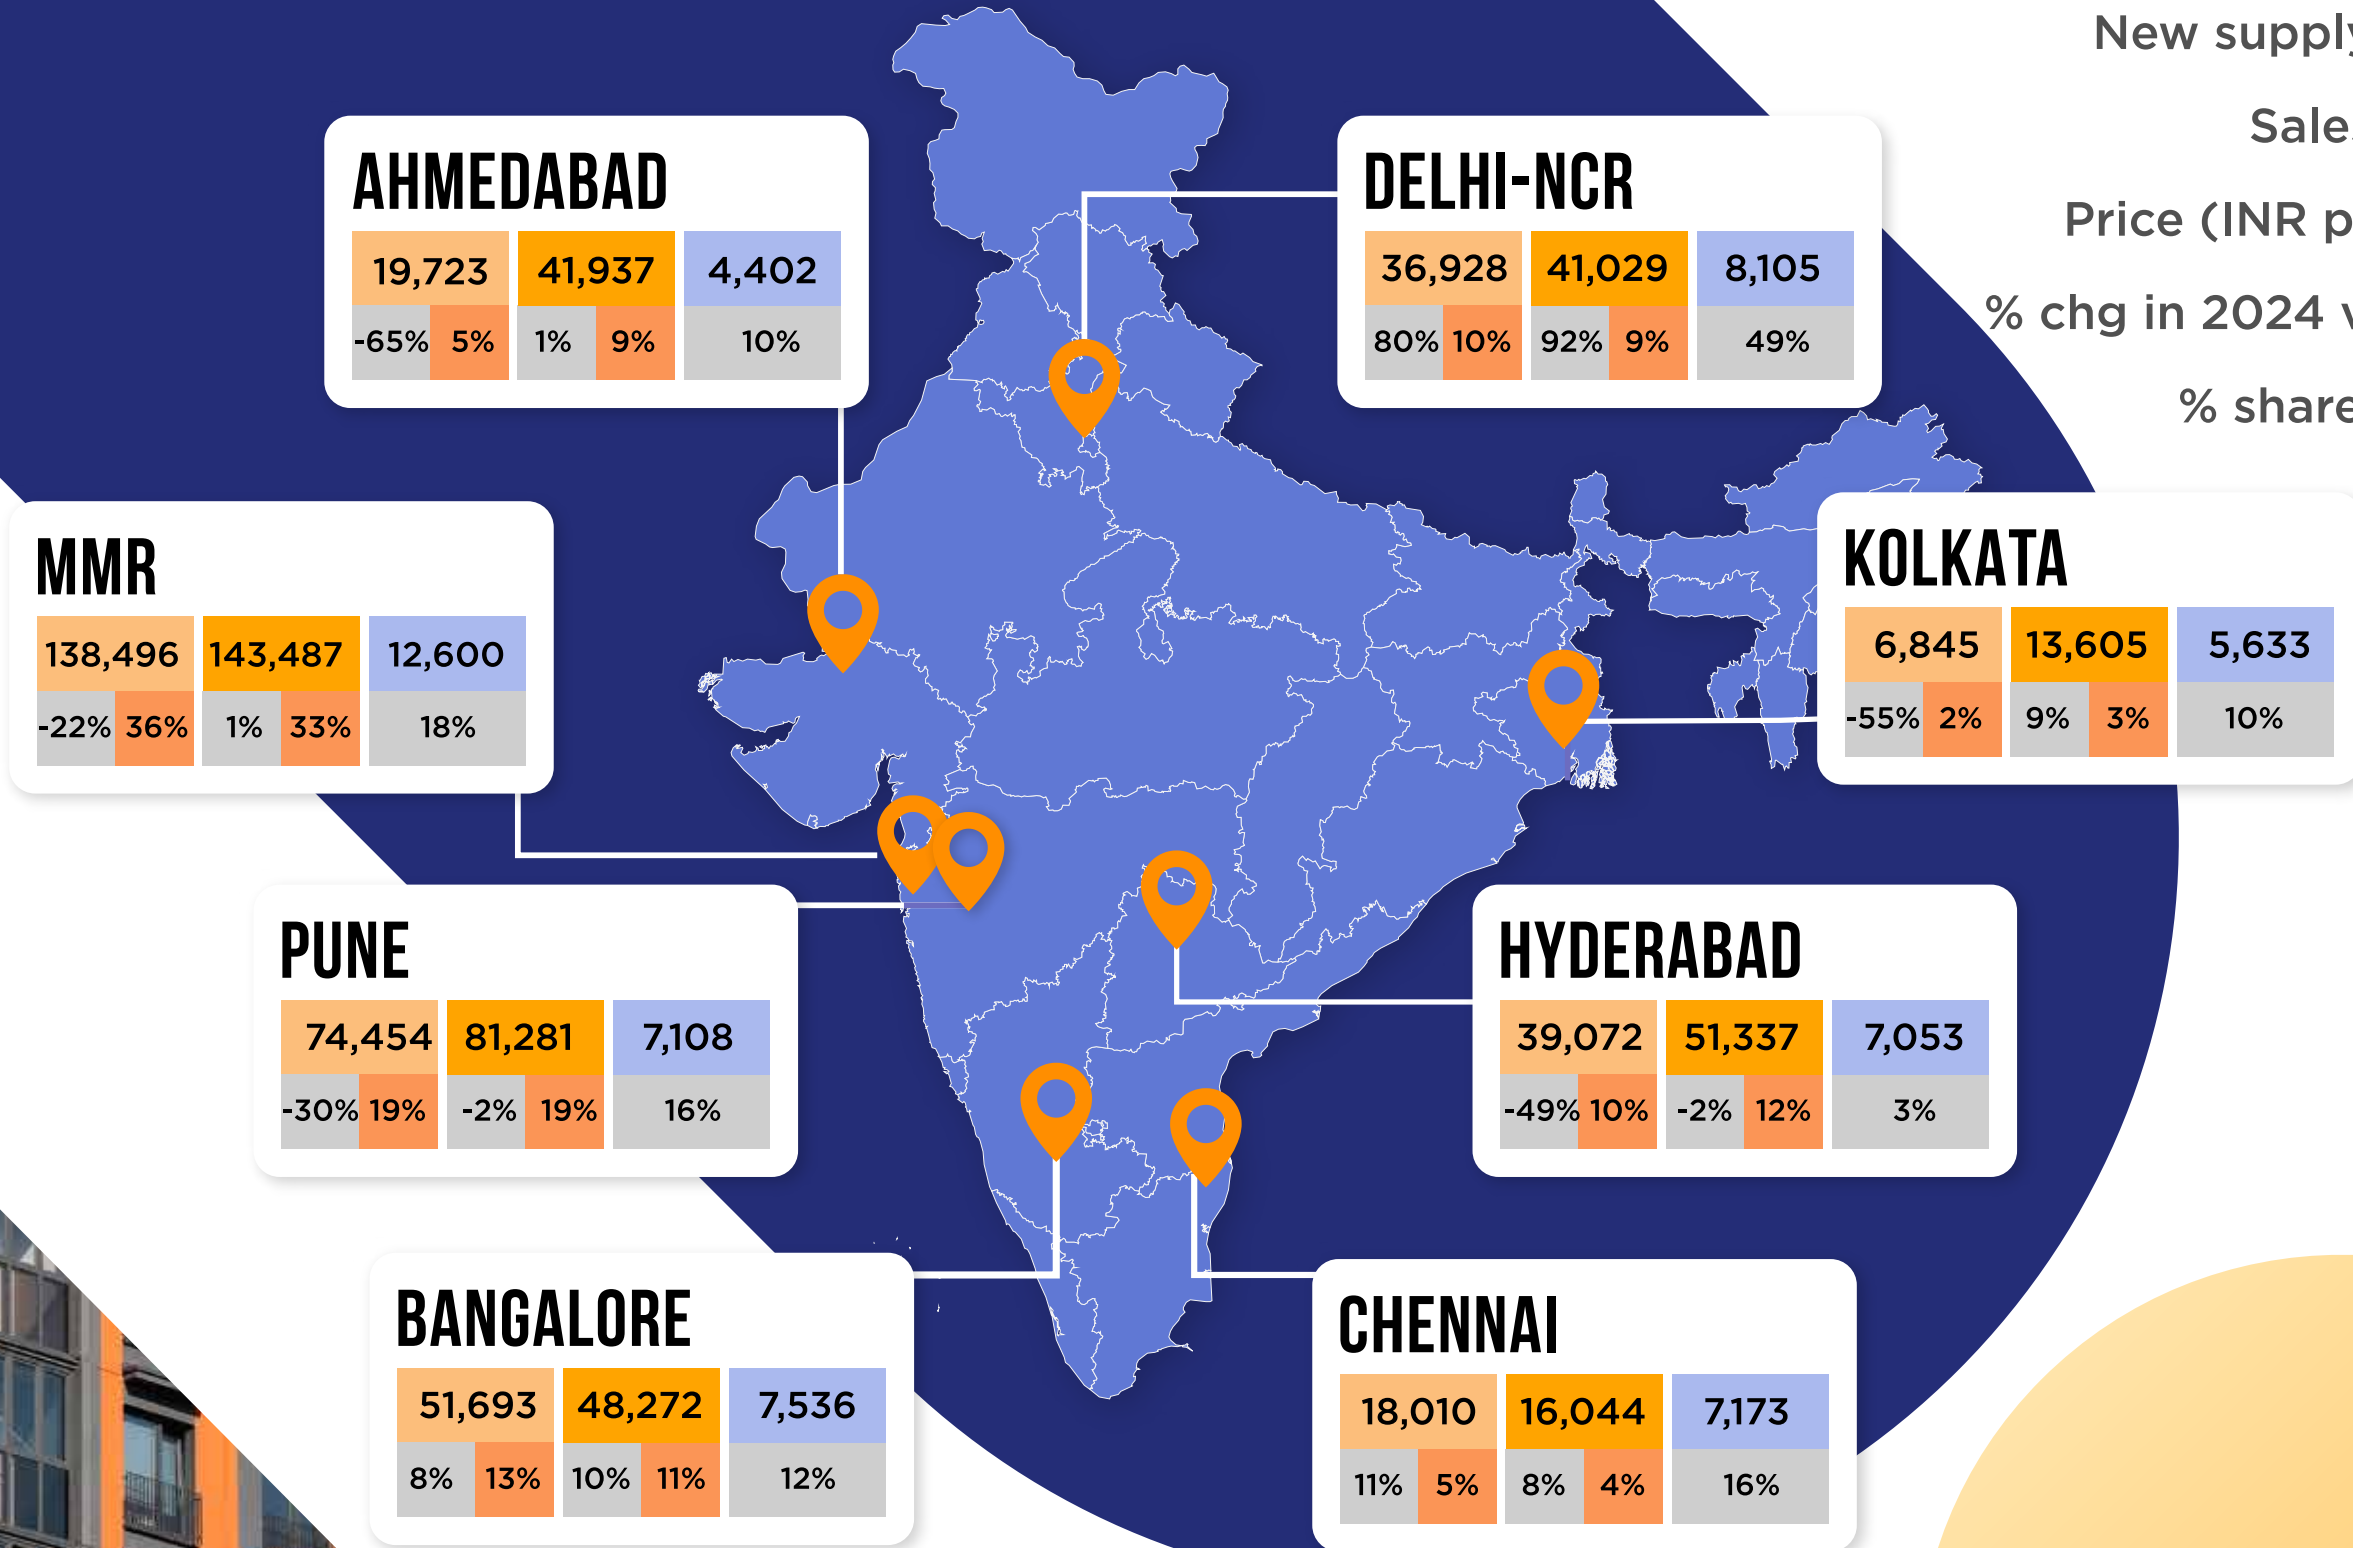 New supply
Sales
Price (INR p
% chg in 2024 v
% share
AHMEDABAD
19,723 41,937 4,402
-65% 5% 1% 9% 10%
DELHI-NCR
36,928 41,029 8,105
80% 10% 92% 9% 49%
MMR
138,496 143,487 12,600
-22% 36% 1% 33% 18%
KOLKATA
6,845 13,605 5,633
-55% 2% 9% 3% 10%
PUNE
74,454 81,281 7,108
-30% 19% -2% 19% 16%
HYDERABAD
39,072 51,337 7,053
-49% 10% -2% 12% 3%
BANGALORE
51,693 48,272 7,536
8% 13% 10% 11% 12%
CHENNAI
18,010 16,044 7,173
11% 5% 8% 4% 16%